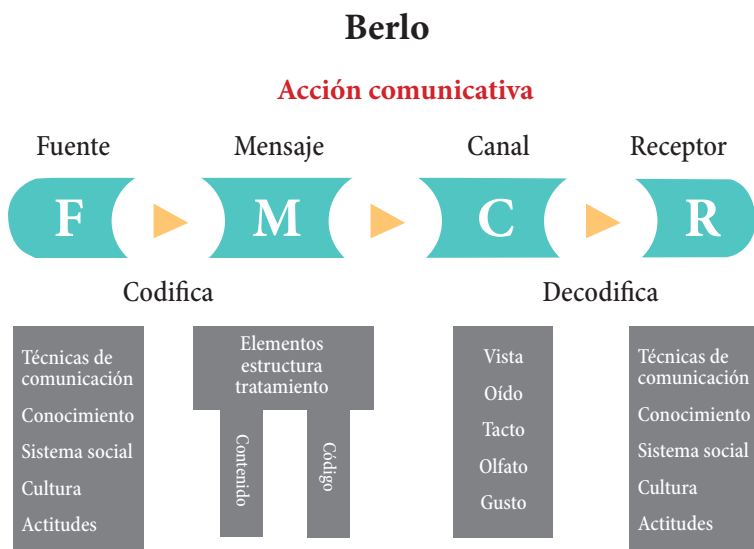 Berlo
Acción comunicativa
Fuente
Mensaje
Canal
Receptor
F
M
C
R
Codifica
Decodifica
Técnicas de
comunicación
Conocimiento
Sistema social
Cultura
Actitudes
Elementos
estructura
tratamiento
Contenido
Código
Vista
Oído
Tacto
Olfato
Gusto
Técnicas de
comunicación
Conocimiento
Sistema social
Cultura
Actitudes